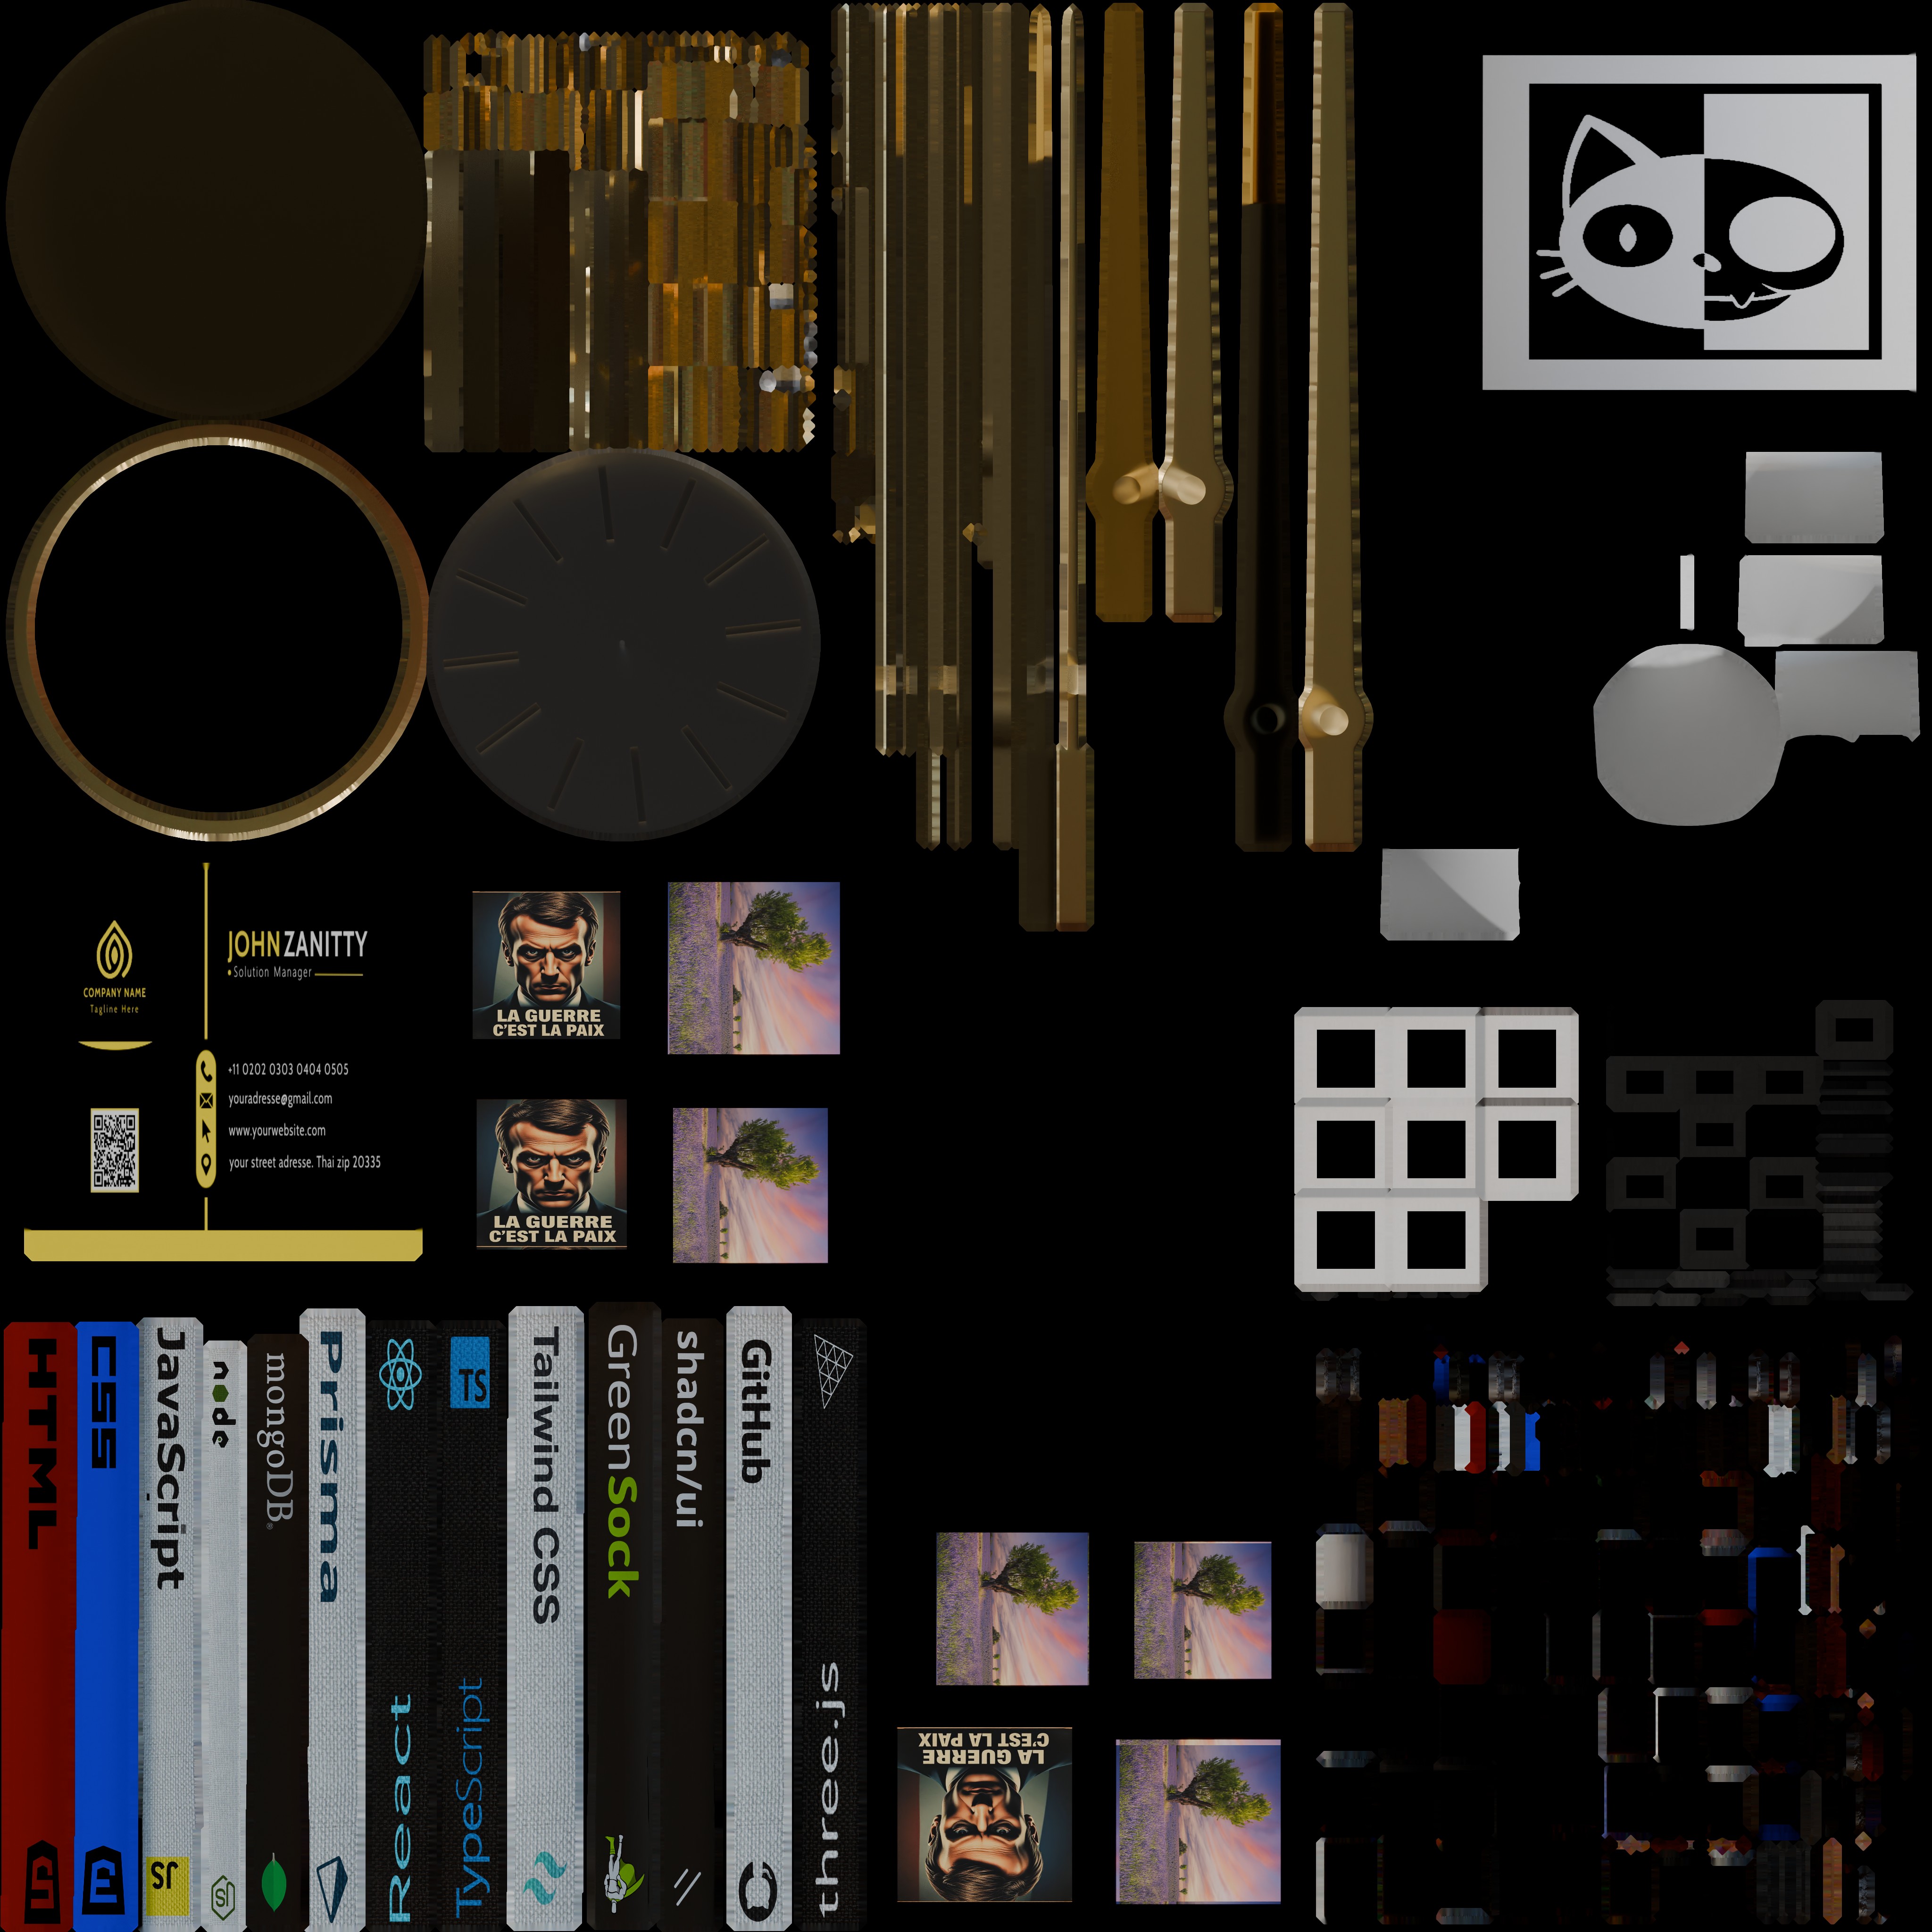 JOHN ZANITTY
Solution Manager
COMPANY NAME
Tagline Here
+11 0202 0303 0404 0505
youradresse@gmail.com
www.yourwebsite.com
your street adresse. Thai zip 20335
LA GUERRE
C'EST LA PAIX
LA GUERRE
C'EST LA PAIX
HTML
CSS
JavaScript
JS
node
mongoDB®
Prisma
React
TS
TypeScript
Tailwind CSS
GreenSock
shadcn/ui
GitHub
three.js
LA GUERRE
C'EST LA PAIX